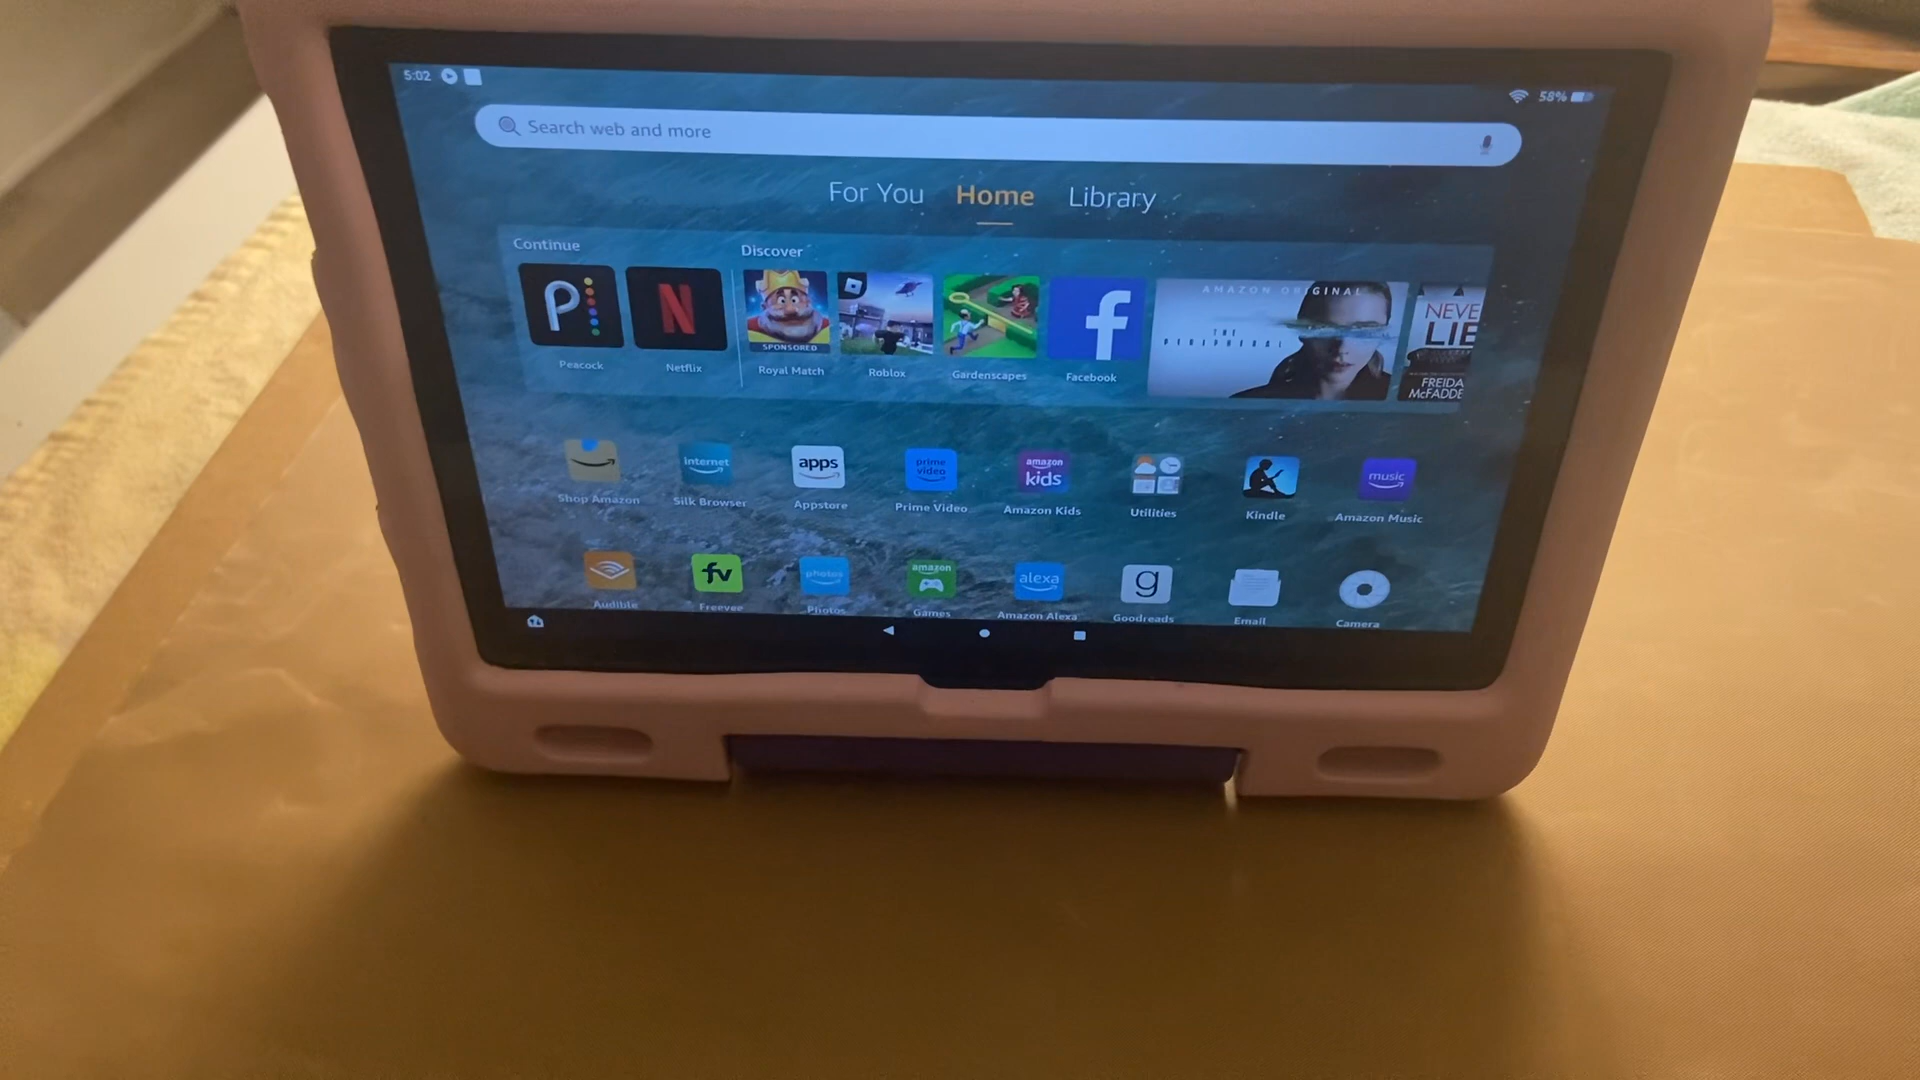 5:02
58%
Search web and more
For You Home Library
Continue
Discover
AMAZON ORIGINAL
THE
PERIPHERAL
NEVE
LIE
FREIDA
McFADDE
SPONSORED
Peacock Netflix Royal Match Roblox Gardenscapes Facebook
internet apps prime video amazon kids music
Shop Amazon Silk Browser Appstore Prime Video Amazon Kids Utilities Kindle Amazon Music
fv photos amazon alexa g
Audible Freevee Photos Games Amazon Alexa Goodreads Email Camera